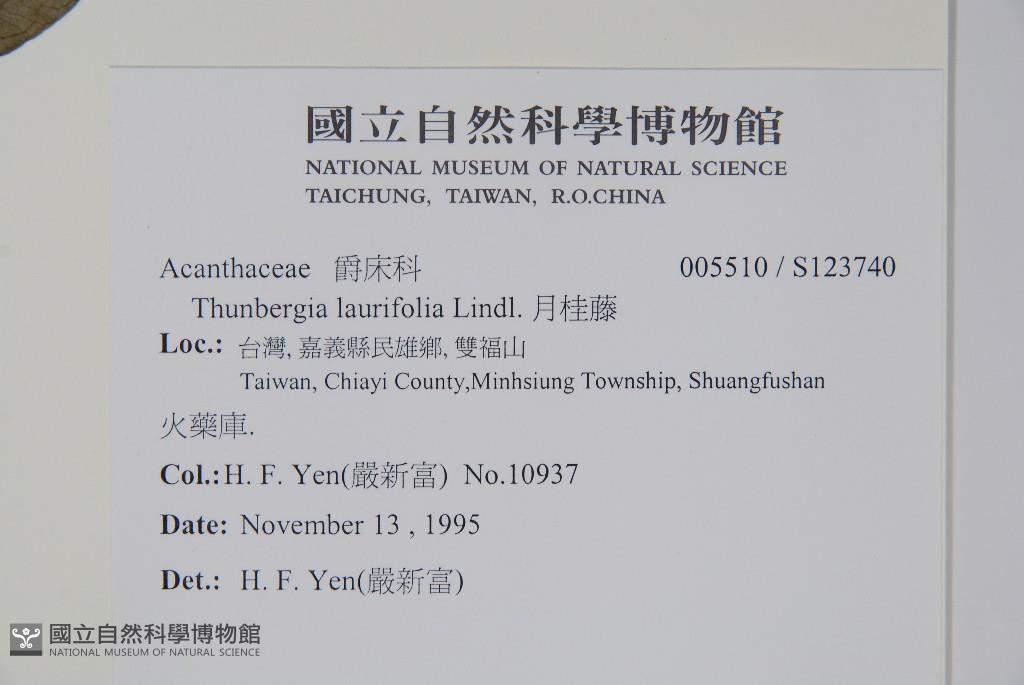 國立自然科學博物館
NATIONAL MUSEUM OF NATURAL SCIENCE
TAICHUNG, TAIWAN, R.O.CHINA
Acanthaceae 爵床科 005510 / S123740
Thunbergia laurifolia Lindl. 月桂藤
Loc.: 台灣, 嘉義縣民雄鄉, 雙福山
Taiwan, Chiayi County,Minhsiung Township, Shuangfushan
火藥庫.
Col.:H. F. Yen(嚴新富) No.10937
Date: November 13 , 1995
Det.: H. F. Yen(嚴新富)
國立自然科學博物館
NATIONAL MUSEUM OF NATURAL SCIENCE